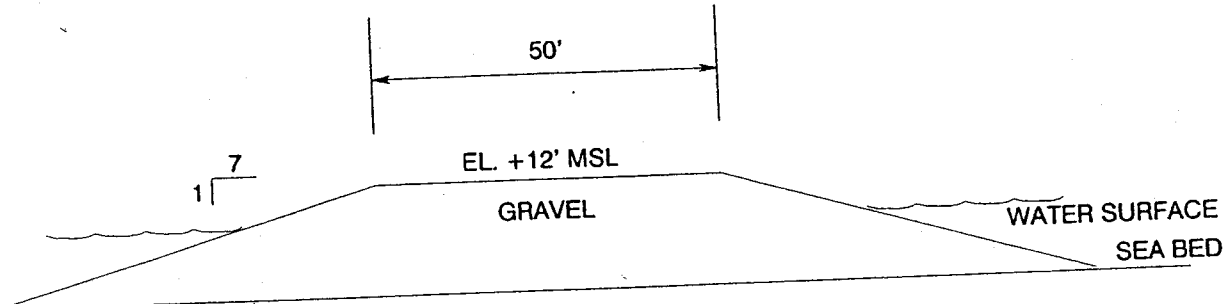 50'
7
1
EL. +12' MSL
GRAVEL
WATER SURFACE
SEA BED